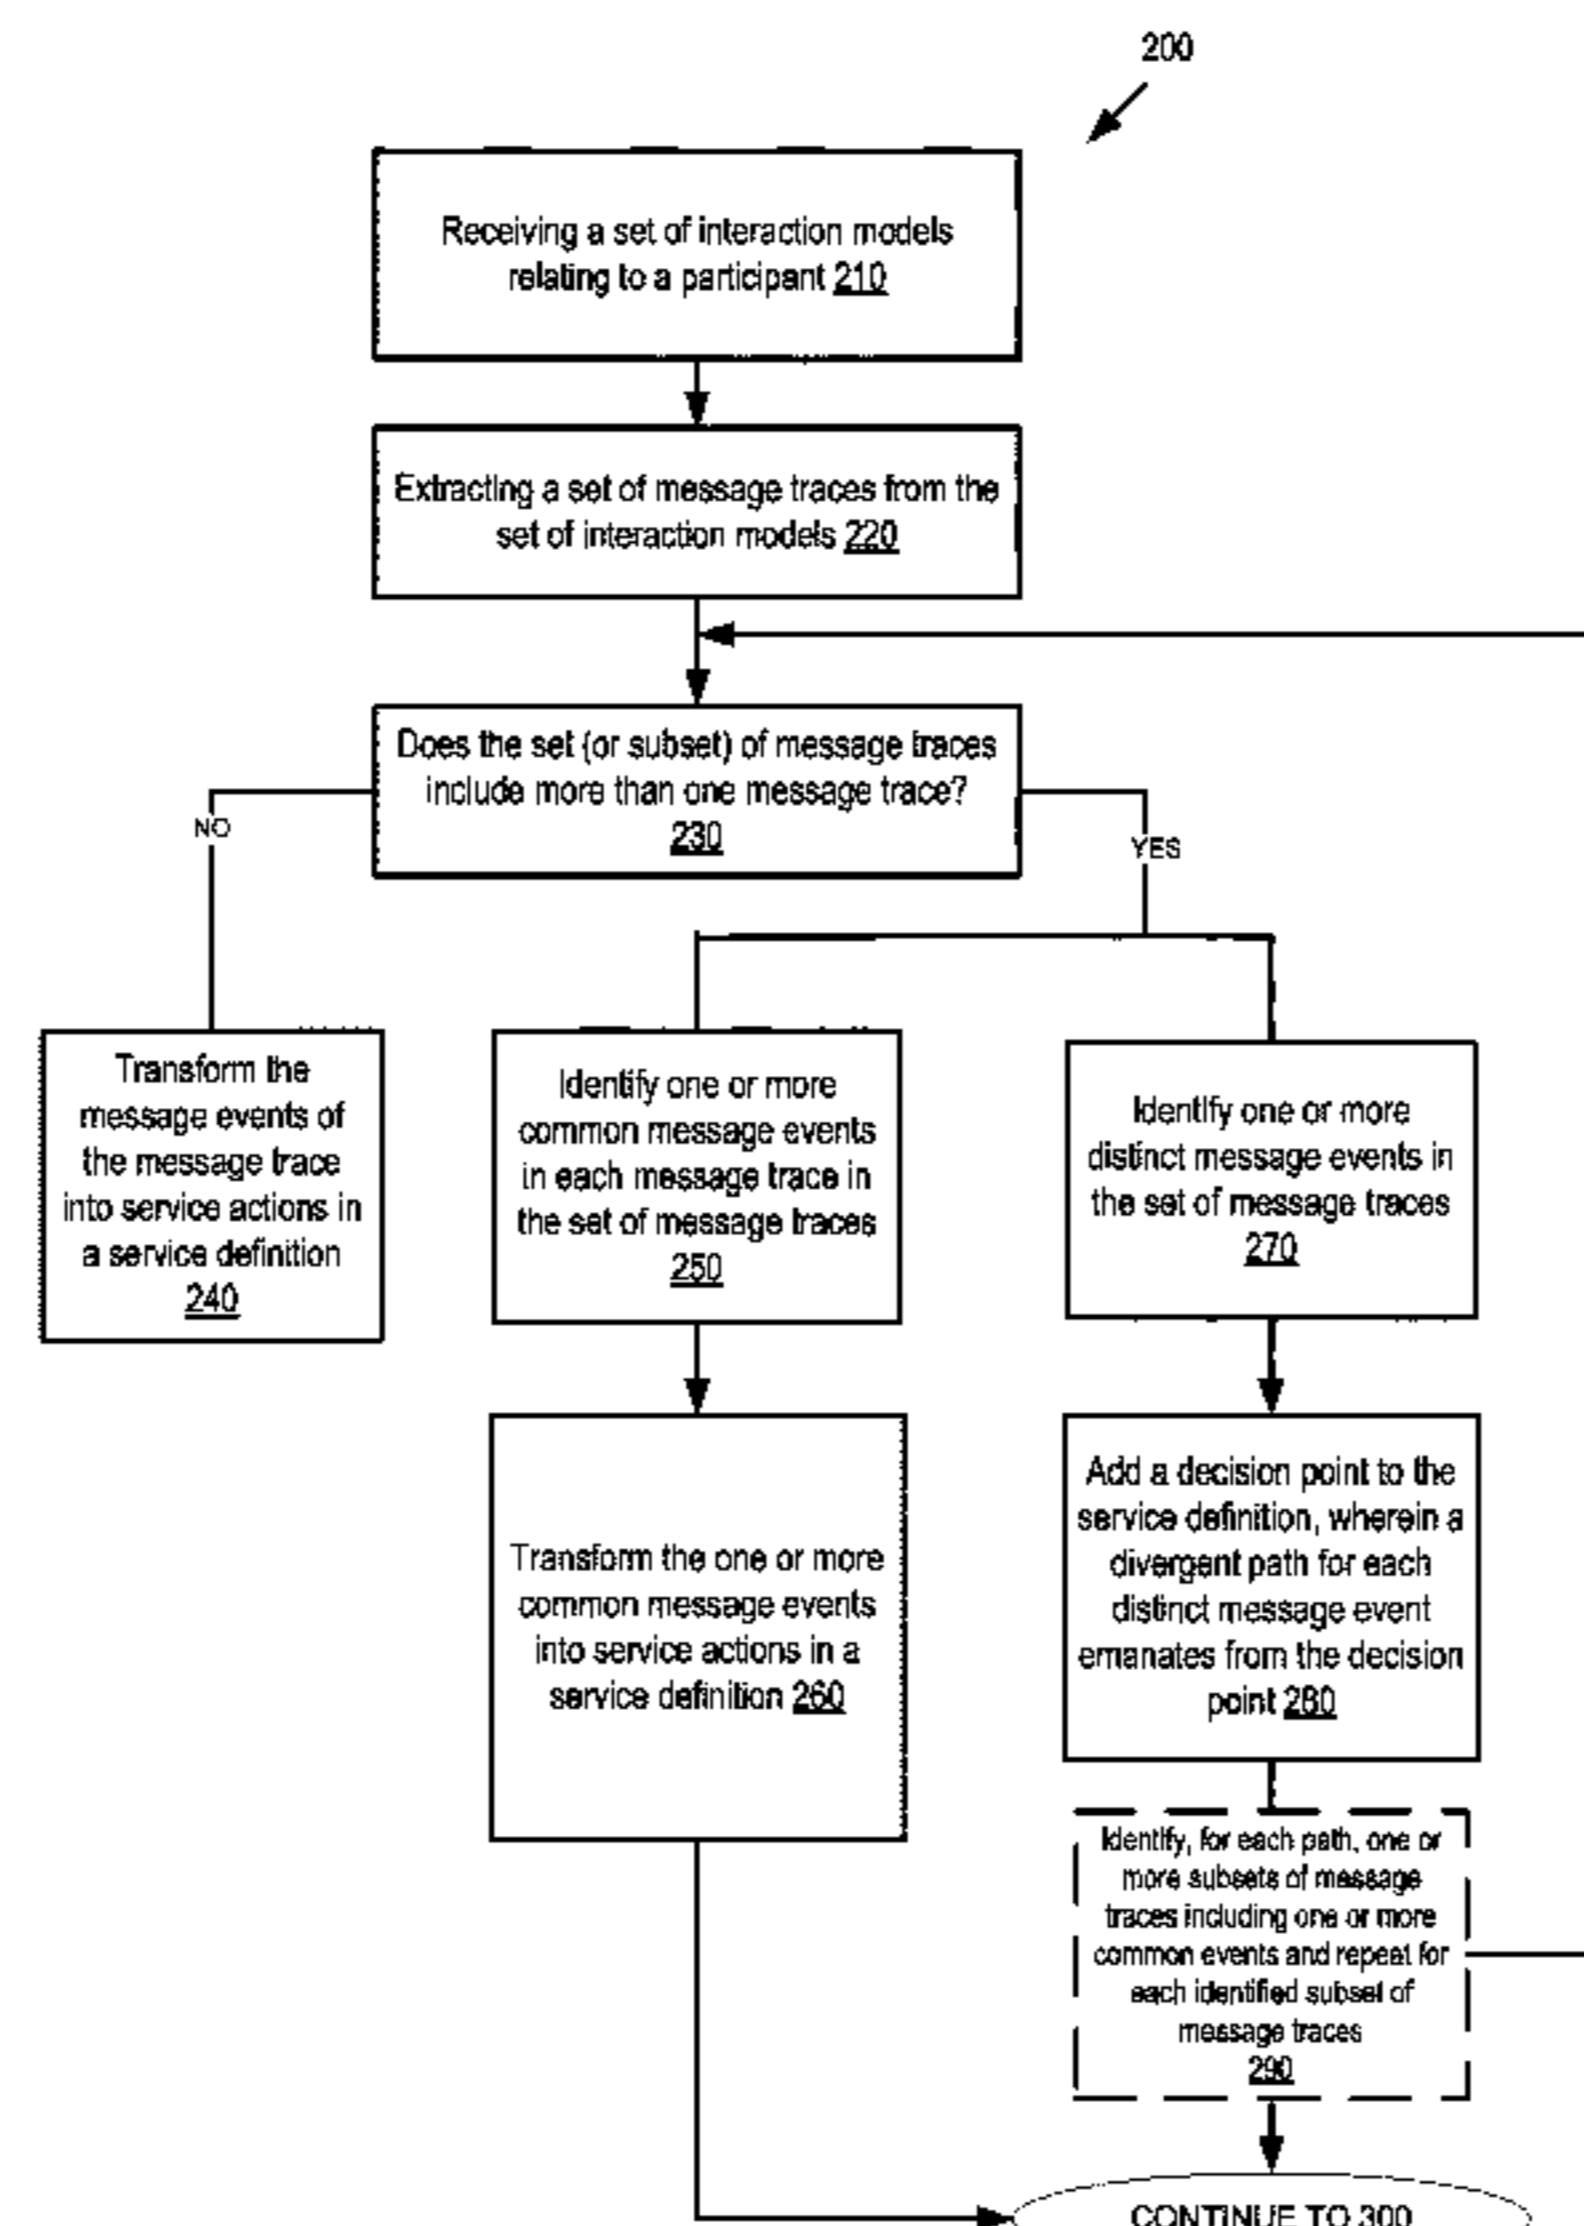 200
Receiving a set of interaction models
relating to a participant 210
Extracting a set of message traces from the
set of interaction models 220
Does the set (or subset) of message traces
include more than one message trace?
230
NO
YES
Transform the
message events of
the message trace
into service actions in
a service definition
240
Identify one or more
common message events
in each message trace in
the set of message traces
250
Identify one or more
distinct message events in
the set of message traces
270
Transform the one or more
common message events
into service actions in a
service definition 260
Add a decision point to the
service definition, wherein a
divergent path for each
distinct message event
emanates from the decision
point 280
Identify, for each path, one or
more subsets of message
traces including one or more
common events and repeat for
each identified subset of
message traces
290
CONTINUE TO 300